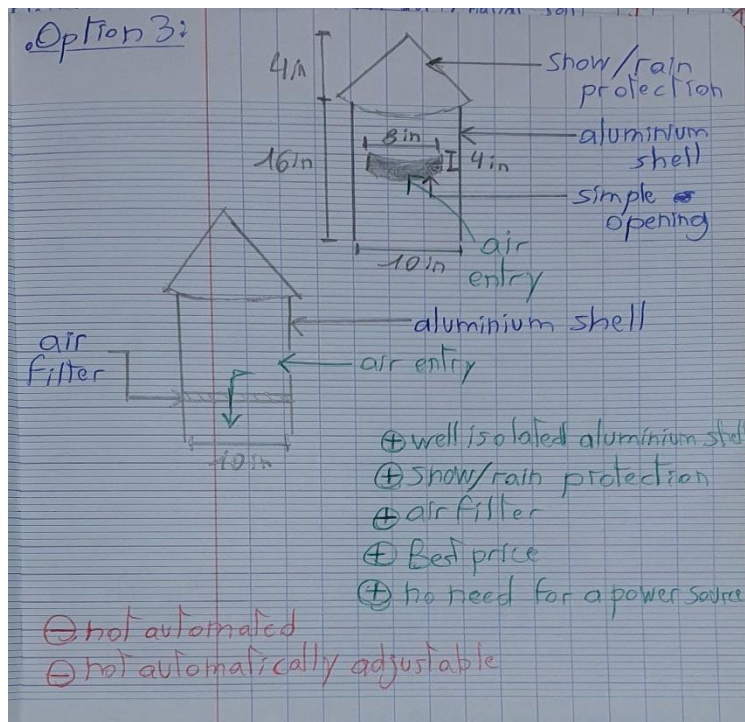 Option 3:
4in
snow/rain
protection
16in
8in
4in
aluminium
shell
simple
opening
10in
air
entry
aluminium shell
air
filter
air entry
10in
⊕ well isolated aluminium shell
⊕ snow/rain protection
⊕ air filter
⊕ Best price
⊕ no need for a power source
⊖ not automated
⊖ not automatically adjustable